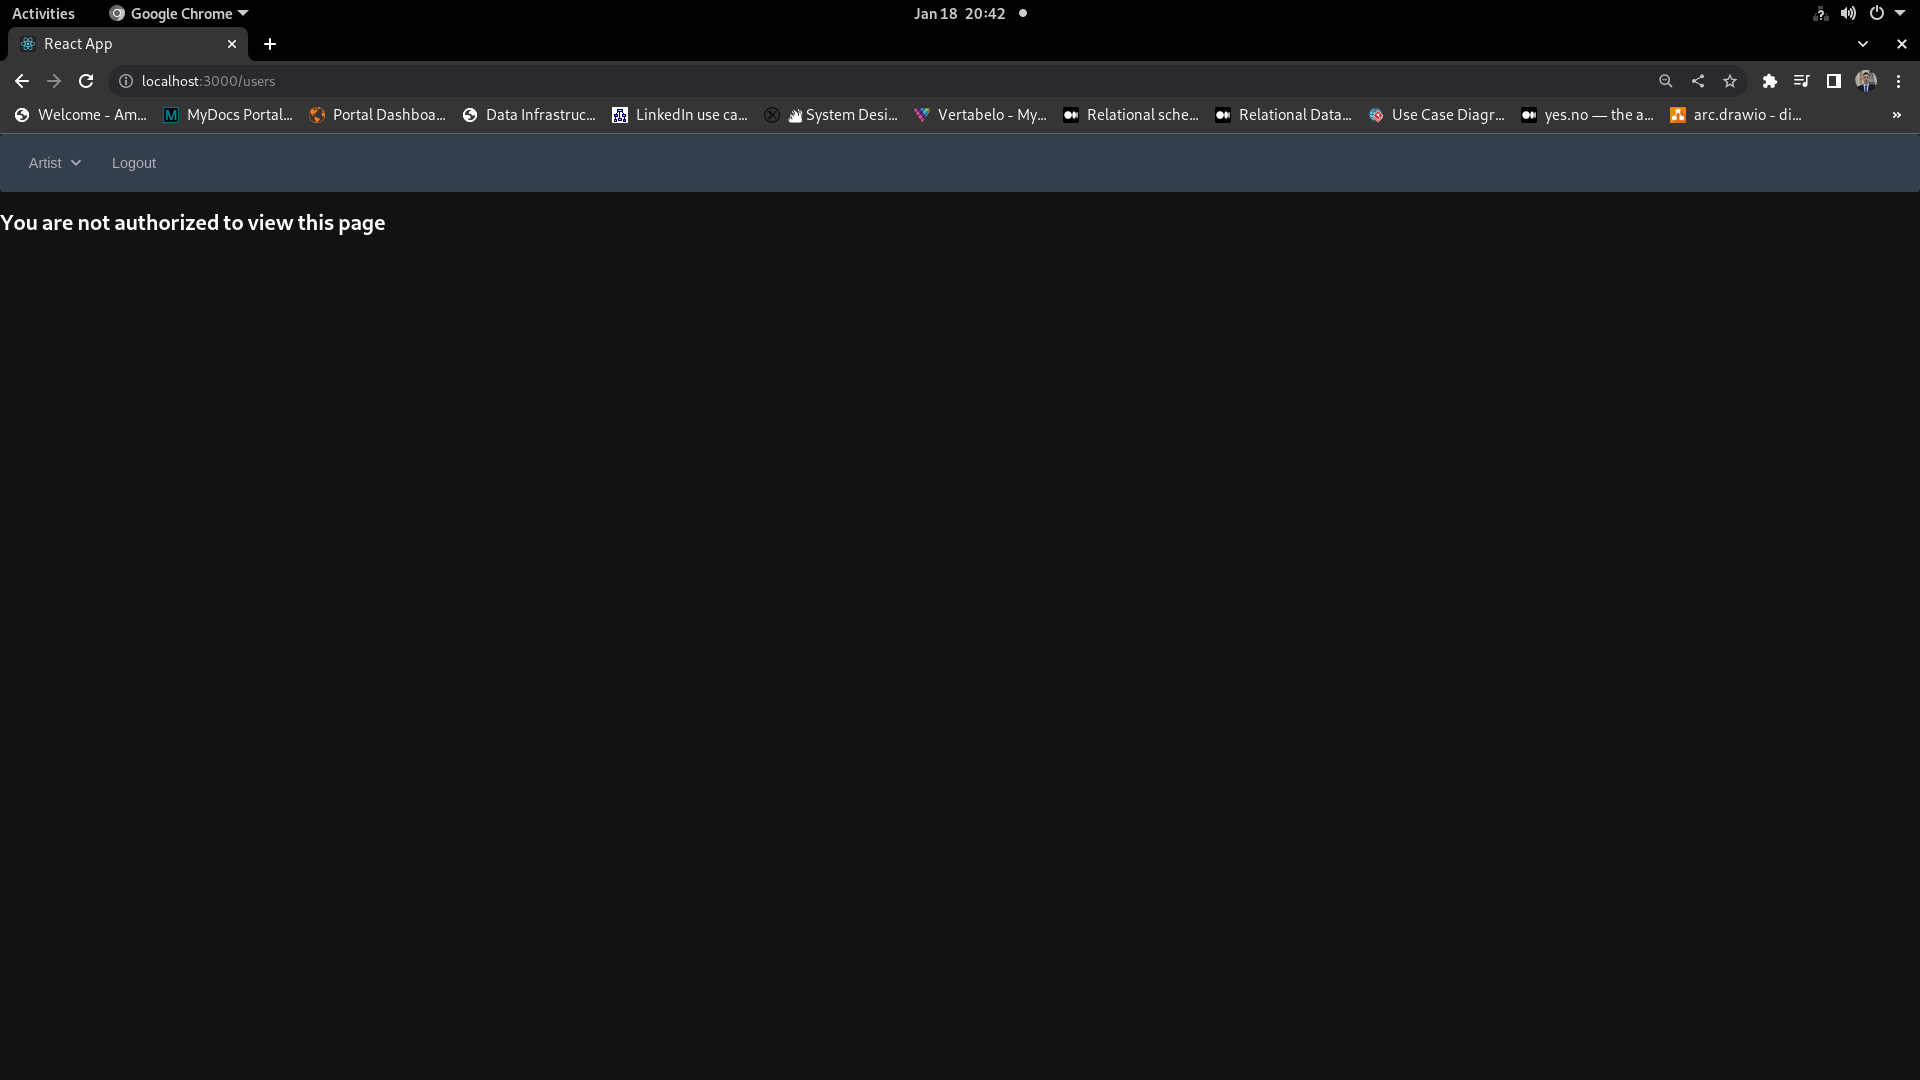 Activities Google Chrome Jan 18 20:42
React App
localhost:3000/users
Welcome - Am... MyDocs Portal... Portal Dashboa... Data Infrastruc... LinkedIn use ca... System Desi... Vertabelo - My... Relational sche... Relational Data... Use Case Diagr... yes.no — the a... arc.drawio - di... »
Artist Logout
You are not authorized to view this page